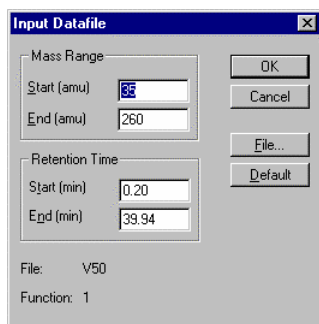 Input Datafile
Mass Range
Start (amu) 35
End (amu) 260
Retention Time
Start (min) 0.20
End (min) 39.94
File: V50
Function: 1
OK
Cancel
File...
Default